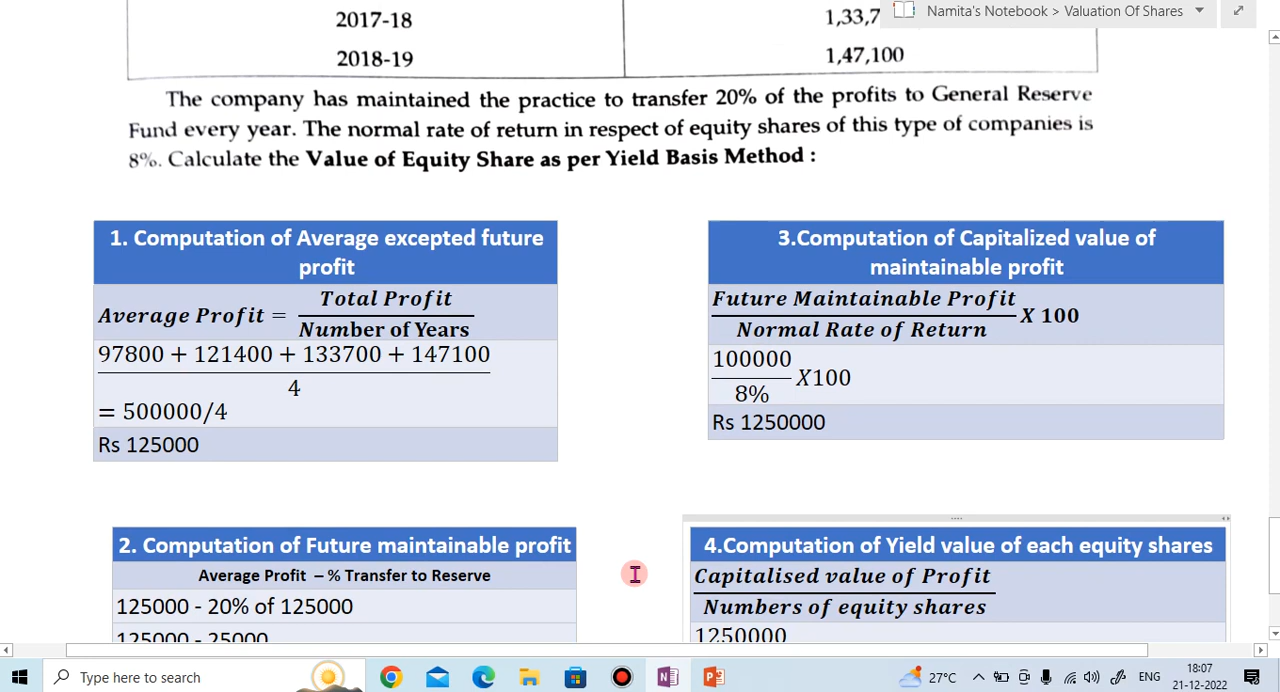 Namita's Notebook > Valuation Of Shares
2017-18 1,33,7
2018-19 1,47,100
The company has maintained the practice to transfer 20% of the profits to General Reserve
Fund every year. The normal rate of return in respect of equity shares of this type of companies is
8%. Calculate the Value of Equity Share as per Yield Basis Method :
1. Computation of Average excepted future
profit
Average Profit = Total Profit
Number of Years
97800 + 121400 + 133700 + 147100
4
= 500000/4
Rs 125000
3.Computation of Capitalized value of
maintainable profit
Future Maintainable Profit
Normal Rate of Return X 100
100000
8% X100
Rs 1250000
2. Computation of Future maintainable profit
Average Profit – % Transfer to Reserve
125000 - 20% of 125000
125000 - 25000
4.Computation of Yield value of each equity shares
Capitalised value of Profit
Numbers of equity shares
1250000
Type here to search
27°C
ENG
18:07
21-12-2022